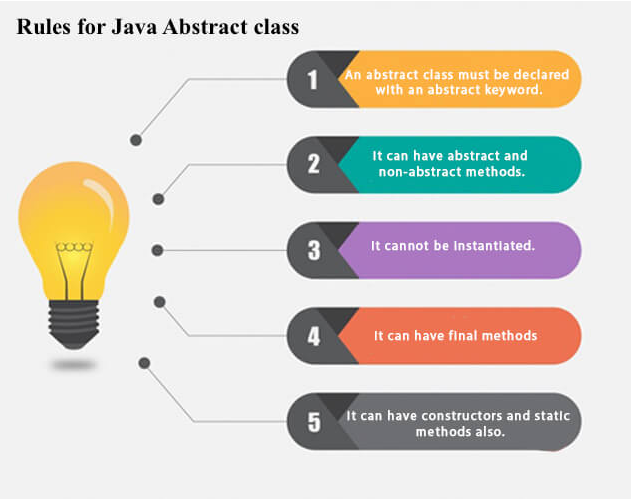 Rules for Java Abstract class
1
An abstract class must be declared
with an abstract keyword.
2
It can have abstract and
non-abstract methods.
3
It cannot be instantiated.
4
It can have final methods
5
It can have constructors and static
methods also.